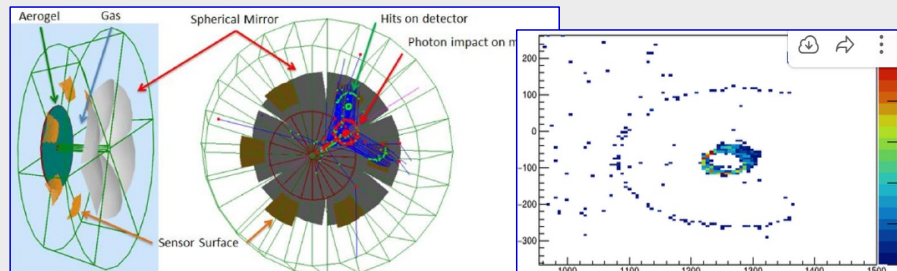 Aerogel
Gas
Spherical Mirror
Hits on detector
Photon impact on m
Sensor Surface
100
0
-100
-200
-300
1000
1100
1200
1300
1400
1500